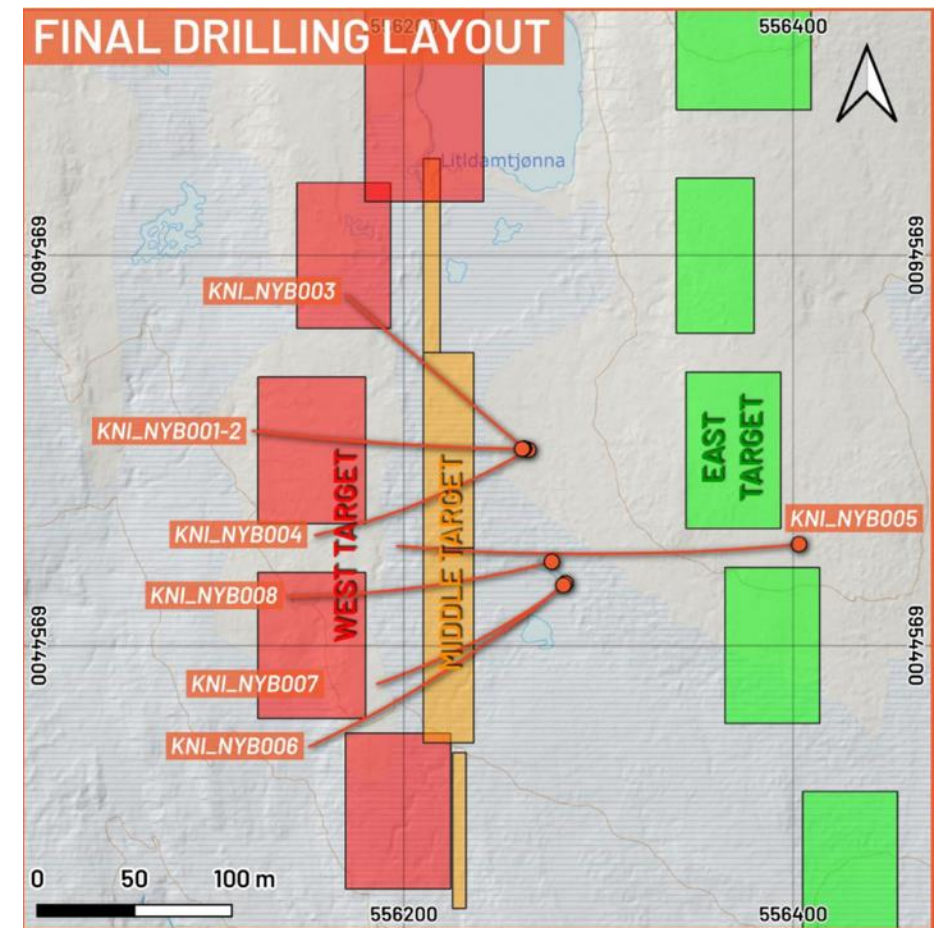 FINAL DRILLING LAYOUT
556200
556400
Litldamtjønna
6954600
6954600
KNI_NYB003
KNI_NYB001-2
EAST
TARGET
KNI_NYB004
WEST TARGET
MIDDLE TARGET
KNI_NYB005
KNI_NYB008
6954400
6954400
KNI_NYB007
KNI_NYB006
0 50 100 m
556200
556400